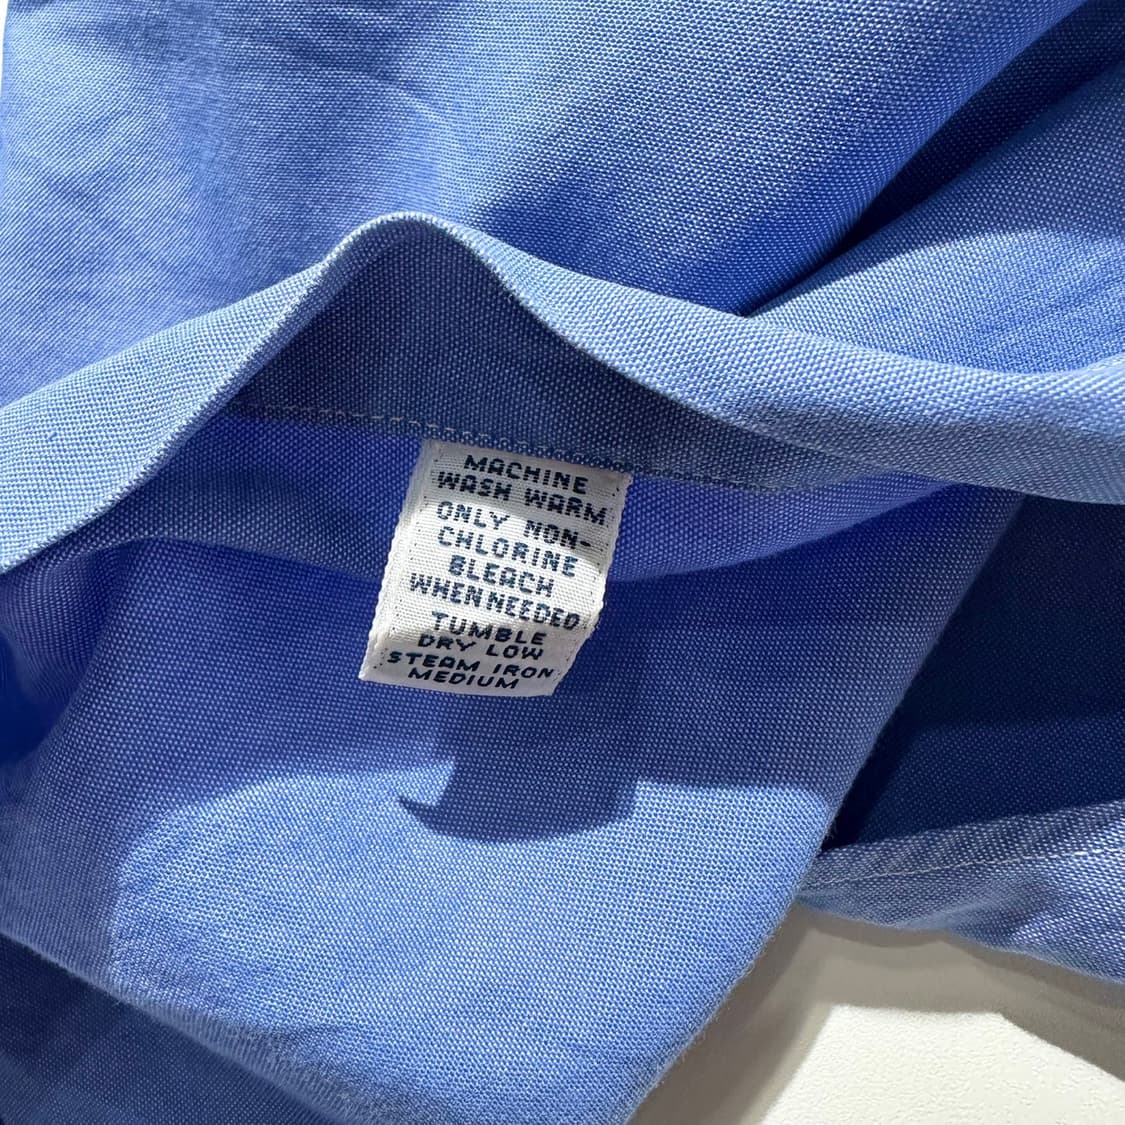 MACHINE
WASH WARM
ONLY NON-
CHLORINE
BLEACH
WHEN NEEDED
TUMBLE
DRY LOW
STEAM IRON
MEDIUM